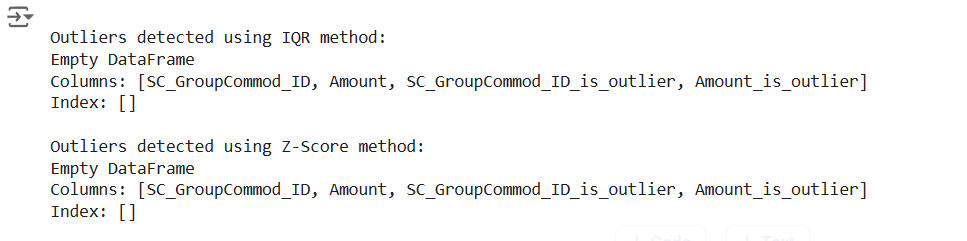 Outliers detected using IQR method:
Empty DataFrame
Columns: [SC_GroupCommod_ID, Amount, SC_GroupCommod_ID_is_outlier, Amount_is_outlier]
Index: []
Outliers detected using Z-Score method:
Empty DataFrame
Columns: [SC_GroupCommod_ID, Amount, SC_GroupCommod_ID_is_outlier, Amount_is_outlier]
Index: []